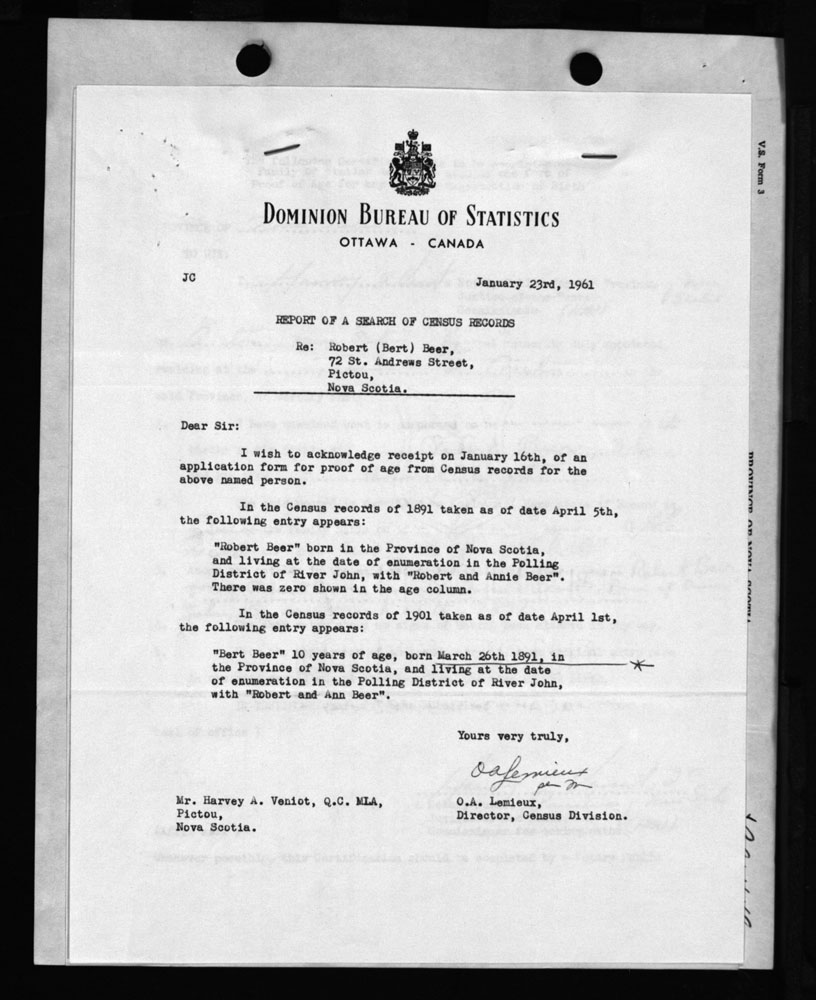 V.S. Form 3
DOMINION BUREAU OF STATISTICS
OTTAWA - CANADA
JC
January 23rd, 1961
REPORT OF A SEARCH OF CENSUS RECORDS
Re: Robert (Bert) Beer,
72 St. Andrews Street,
Pictou,
Nova Scotia.
Dear Sir:
I wish to acknowledge receipt on January 16th, of an
application form for proof of age from Census records for the
above named person.
In the Census records of 1891 taken as of date April 5th,
the following entry appears:
"Robert Beer" born in the Province of Nova Scotia,
and living at the date of enumeration in the Polling
District of River John, with "Robert and Annie Beer".
There was zero shown in the age column.
In the Census records of 1901 taken as of date April 1st,
the following entry appears:
"Bert Beer" 10 years of age, born March 26th 1891, in
the Province of Nova Scotia, and living at the date
of enumeration in the Polling District of River John,
with "Robert and Ann Beer".
Yours very truly,
OALemieux
per M
Mr. Harvey A. Veniot, Q.C. MLA,
Pictou,
Nova Scotia.
O.A. Lemieux,
Director, Census Division.